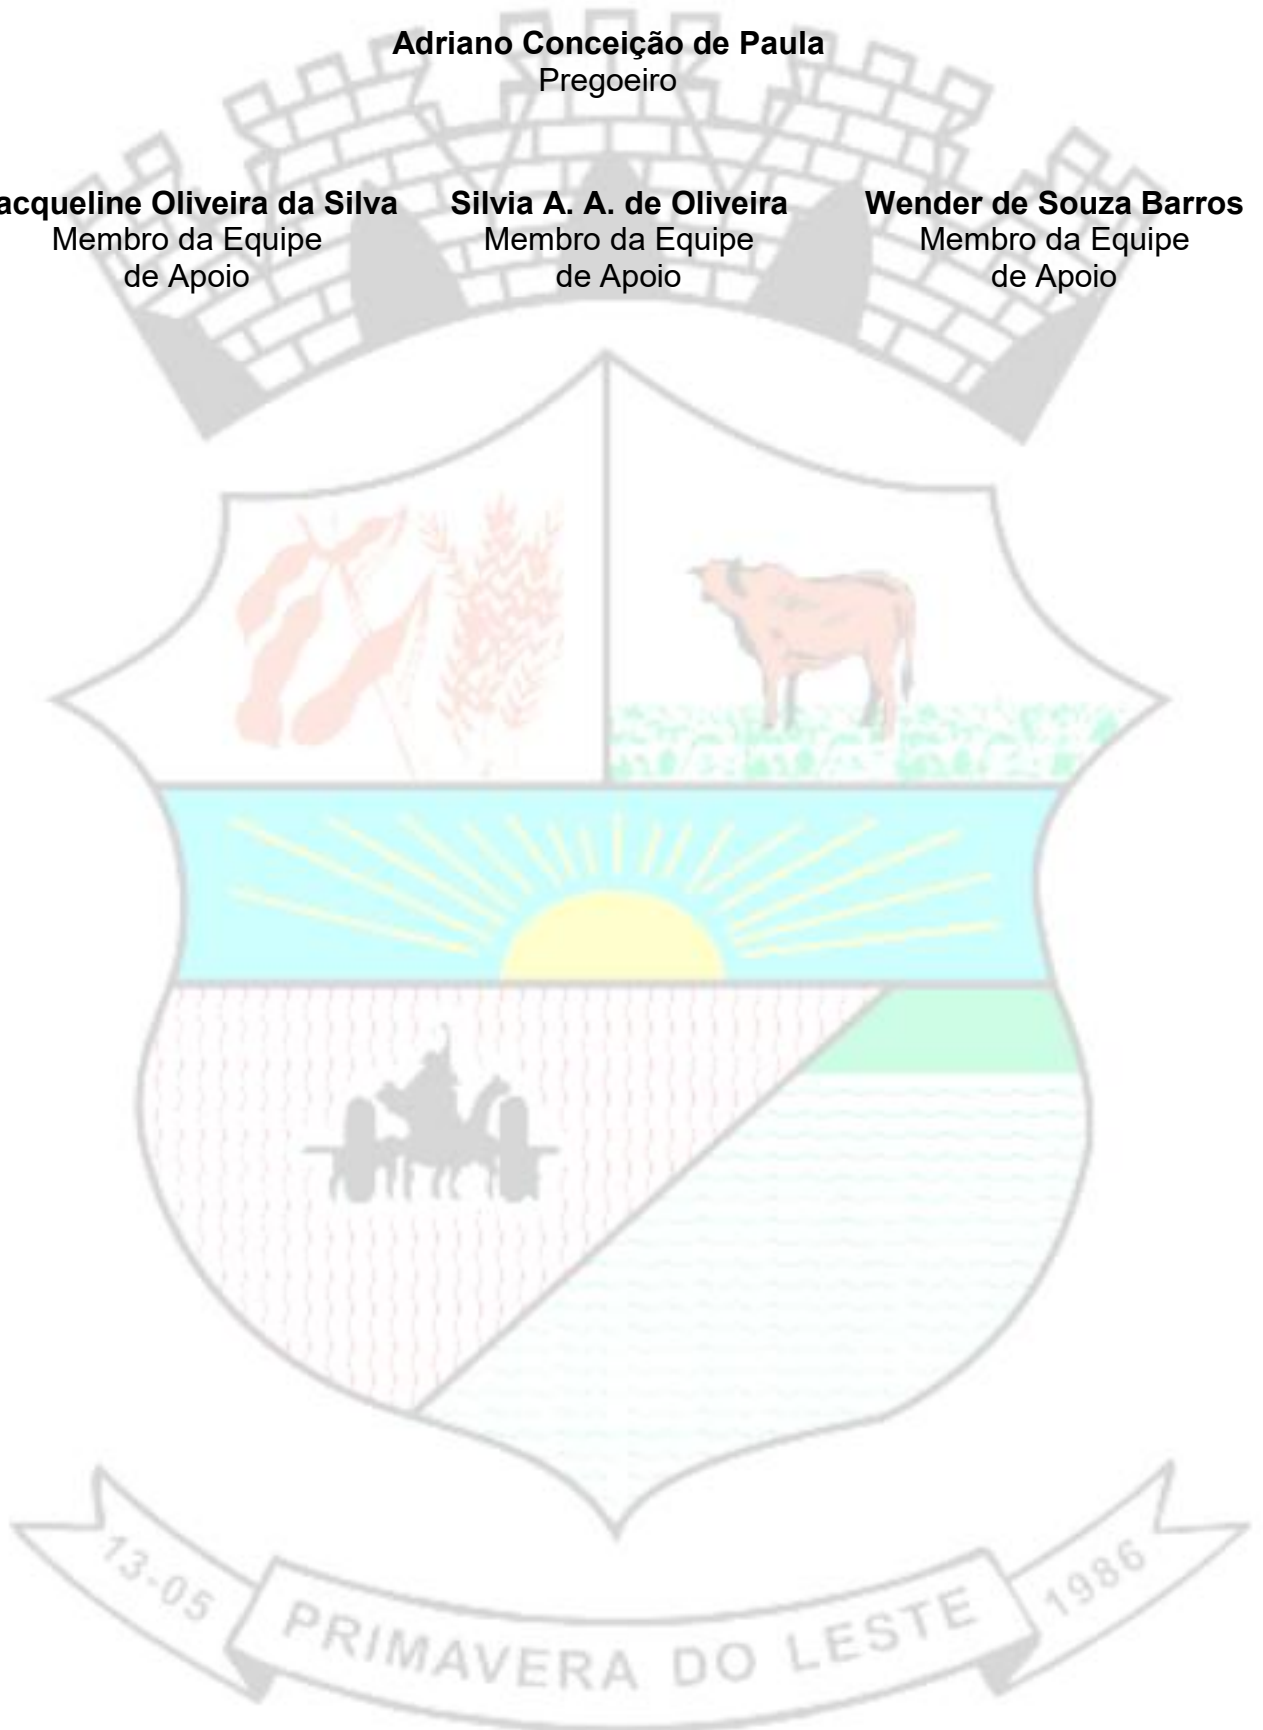 Adriano Conceição de Paula
Pregoeiro
acqueline Oliveira da Silva
Membro da Equipe
de Apoio
Silvia A. A. de Oliveira
Membro da Equipe
de Apoio
Wender de Souza Barros
Membro da Equipe
de Apoio
13-05
PRIMAVERA DO LESTE
1986